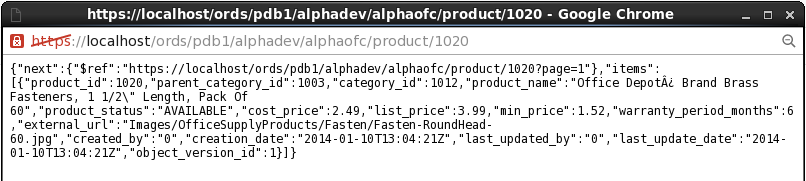 https://localhost/ords/pdb1/alphadev/alphaofc/product/1020 - Google Chrome
https://localhost/ords/pdb1/alphadev/alphaofc/product/1020
{"next":{"$ref":"https://localhost/ords/pdb1/alphadev/alphaofc/product/1020?page=1"},"items":
[{"product_id":1020,"parent_category_id":1003,"category_id":1012,"product_name":"Office DepotÂ¿ Brand Brass
Fasteners, 1 1/2\" Length, Pack Of
60","product_status":"AVAILABLE","cost_price":2.49,"list_price":3.99,"min_price":1.52,"warranty_period_months":6
,"external_url":"Images/OfficeSupplyProducts/Fasten/Fasten-RoundHead-
60.jpg","created_by":"0","creation_date":"2014-01-10T13:04:21Z","last_updated_by":"0","last_update_date":"2014-
01-10T13:04:21Z","object_version_id":1}]}